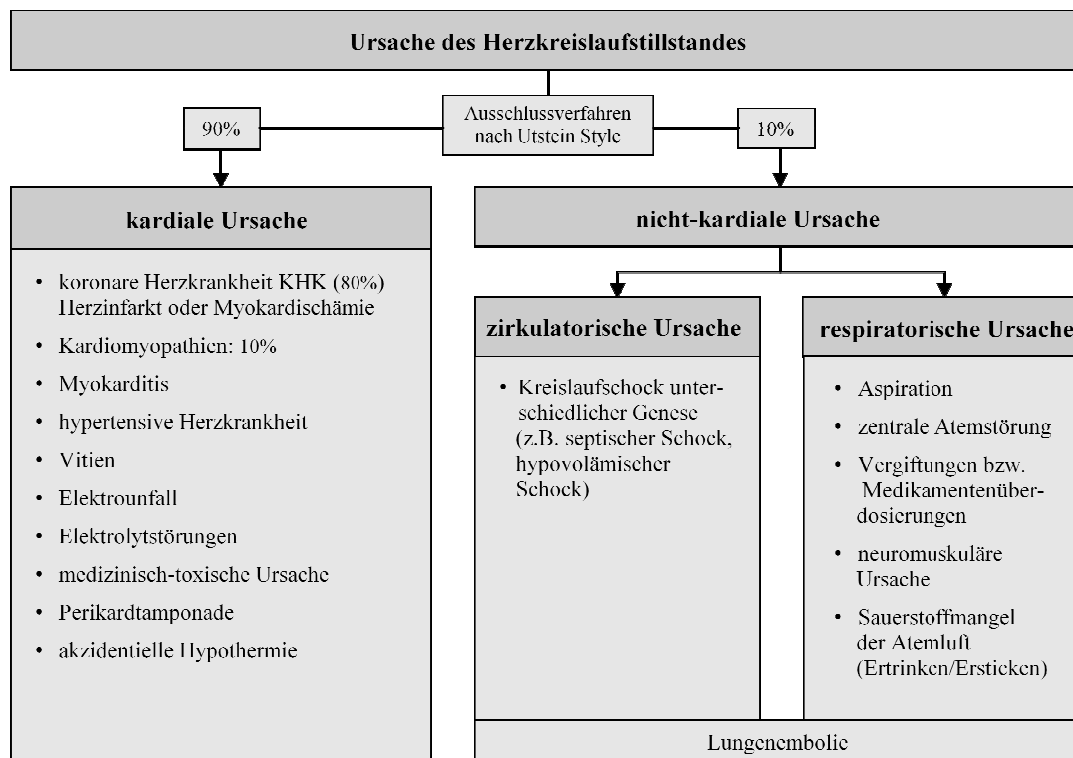 Ursache des Herzkreislaufstillstandes
Ausschlussverfahren
nach Utstein Style
90%
10%
kardiale Ursache
• koronare Herzkrankheit KHK (80%)
Herzinfarkt oder Myokardischämie
• Kardiomyopathien: 10%
• Myokarditis
• hypertensive Herzkrankheit
• Vitien
• Elektrounfall
• Elektrolytstörungen
• medizinisch-toxische Ursache
• Perikardtamponade
• akzidentielle Hypothermie
nicht-kardiale Ursache
zirkulatorische Ursache
• Kreislaufschock unter-
schiedlicher Genese
(z.B. septischer Schock,
hypovolämischer
Schock)
respiratorische Ursache
• Aspiration
• zentrale Atemstörung
• Vergiftungen bzw.
Medikamentenüber-
dosierungen
• neuromuskuläre
Ursache
• Sauerstoffmangel
der Atemluft
(Ertrinken/Ersticken)
Lungenembolie